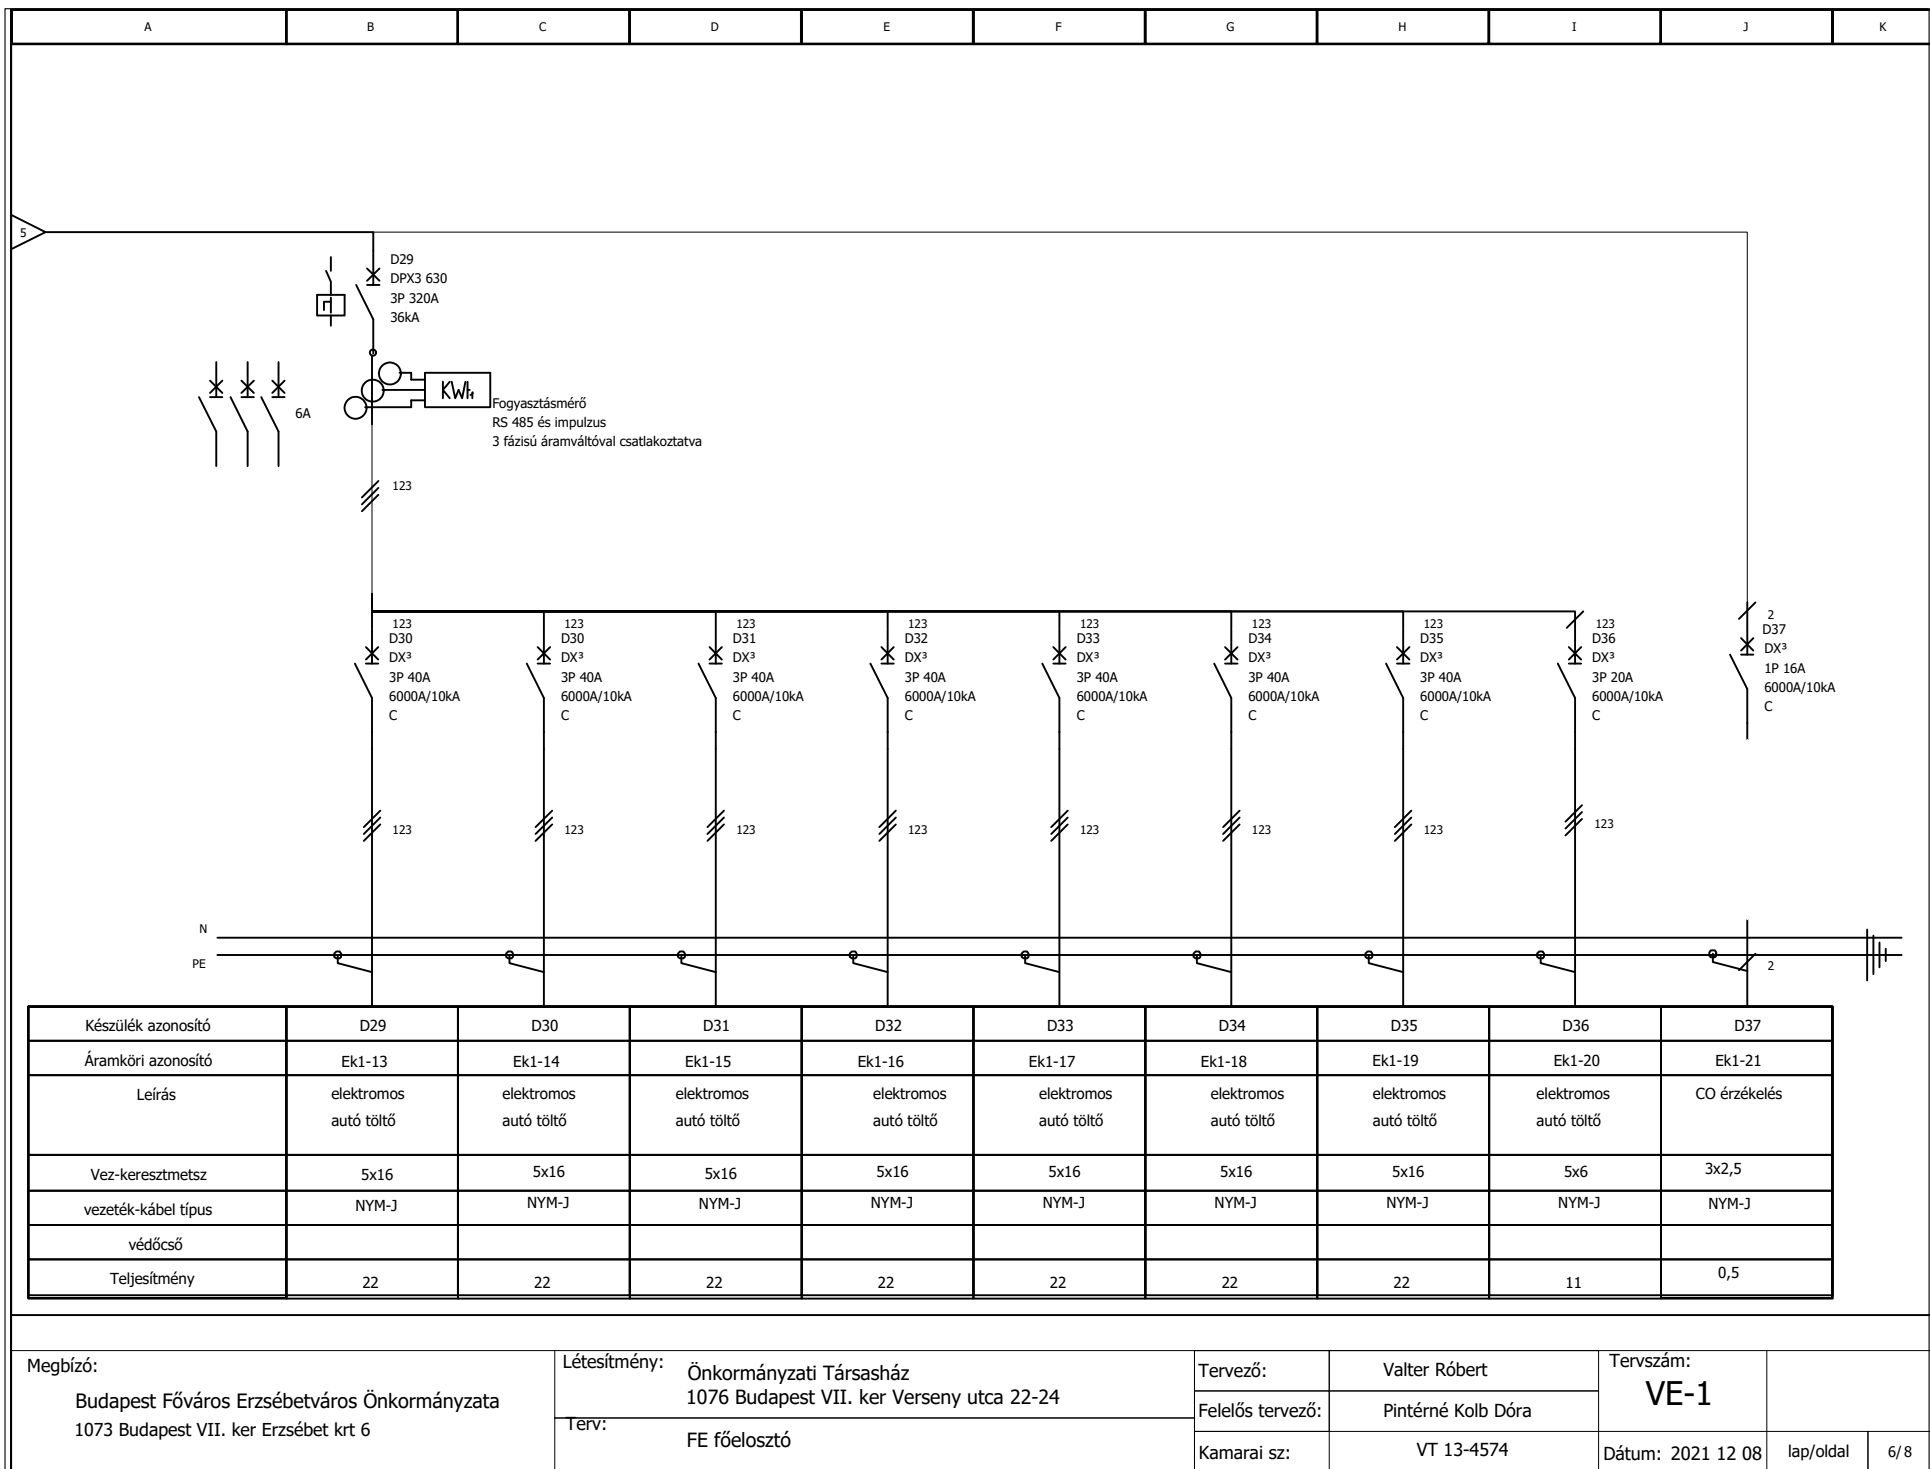 A B C D E F G H I J K
5
D29
DPX3 630
3P 320A
36kA
6A
KWh
Fogyasztásmérő
RS 485 és impulzus
3 fázisú áramváltóval csatlakoztatva
123
123 123 123 123 123 123 123 123 2
D30 D30 D31 D32 D33 D34 D35 D36 D37
DX³ DX³ DX³ DX³ DX³ DX³ DX³ DX³ DX³
3P 40A 3P 40A 3P 40A 3P 40A 3P 40A 3P 40A 3P 40A 3P 20A 1P 16A
6000A/10kA 6000A/10kA 6000A/10kA 6000A/10kA 6000A/10kA 6000A/10kA 6000A/10kA 6000A/10kA 6000A/10kA
C C C C C C C C C
123 123 123 123 123 123 123 123
N
PE
2
Készülék azonosító D29 D30 D31 D32 D33 D34 D35 D36 D37
Áramköri azonosító Ek1-13 Ek1-14 Ek1-15 Ek1-16 Ek1-17 Ek1-18 Ek1-19 Ek1-20 Ek1-21
Leírás elektromos elektromos elektromos elektromos elektromos elektromos elektromos elektromos CO érzékelés
autó töltő autó töltő autó töltő autó töltő autó töltő autó töltő autó töltő autó töltő
Vez-keresztmetsz 5x16 5x16 5x16 5x16 5x16 5x16 5x16 5x6 3x2,5
vezeték-kábel típus NYM-J NYM-J NYM-J NYM-J NYM-J NYM-J NYM-J NYM-J NYM-J
védőcső
Teljesítmény 22 22 22 22 22 22 22 11 0,5
Megbízó:
Budapest Főváros Erzsébetváros Önkormányzata
1073 Budapest VII. ker Erzsébet krt 6
Létesítmény: Önkormányzati Társasház
1076 Budapest VII. ker Verseny utca 22-24
Terv: FE főelosztó
Tervező: Valter Róbert
Felelős tervező: Pintérné Kolb Dóra
Kamarai sz: VT 13-4574
Tervszám:
VE-1
Dátum: 2021 12 08 lap/oldal 6/8